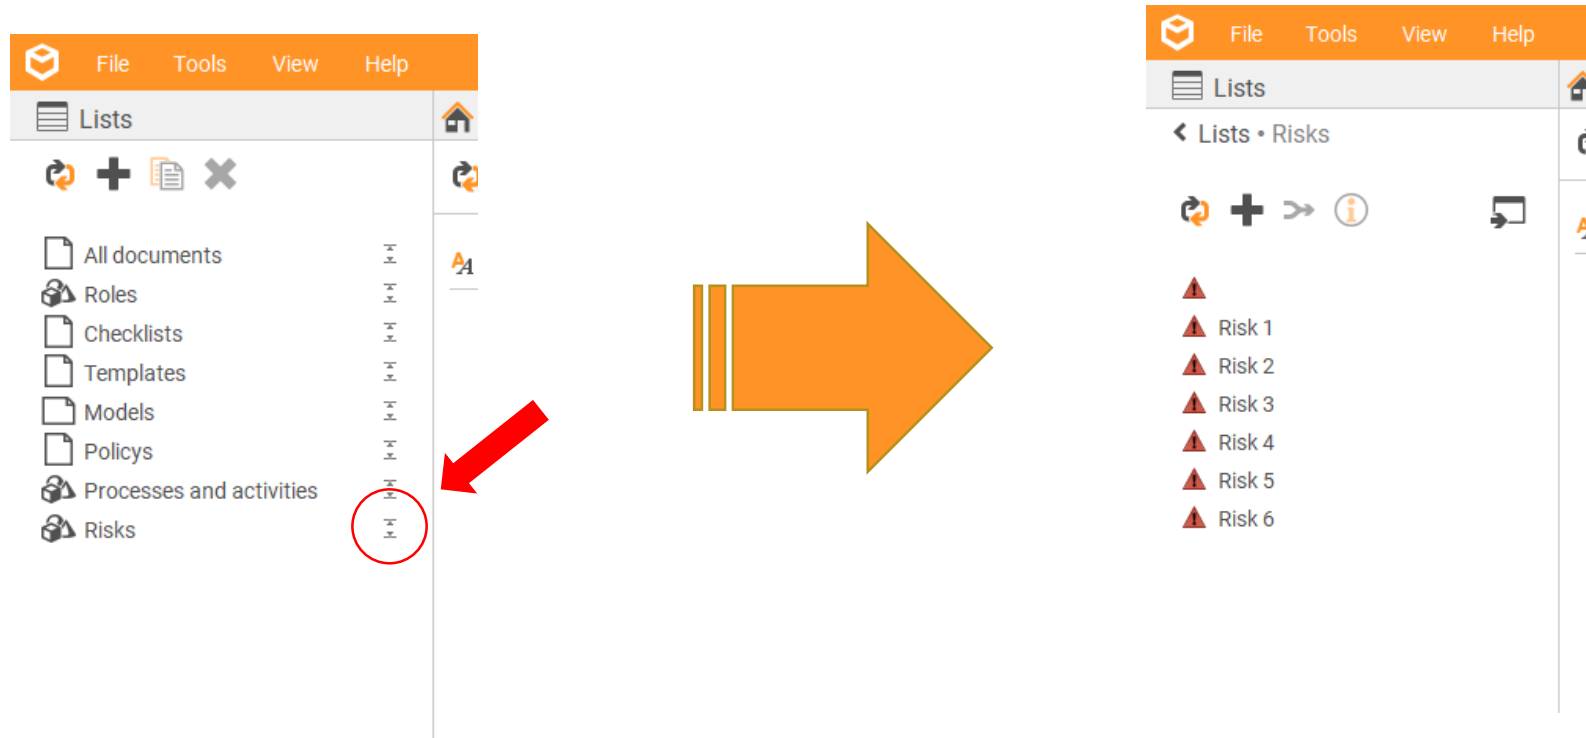 File Tools View Help
Lists
All documents
Roles
Checklists
Templates
Models
Policys
Processes and activities
Risks
File Tools View Help
Lists
Lists • Risks
Risk 1
Risk 2
Risk 3
Risk 4
Risk 5
Risk 6